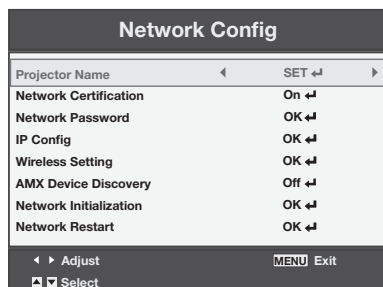 Network Config
Projector Name SET
Network Certification On
Network Password OK
IP Config OK
Wireless Setting OK
AMX Device Discovery Off
Network Initialization OK
Network Restart OK
Adjust MENU Exit
Select